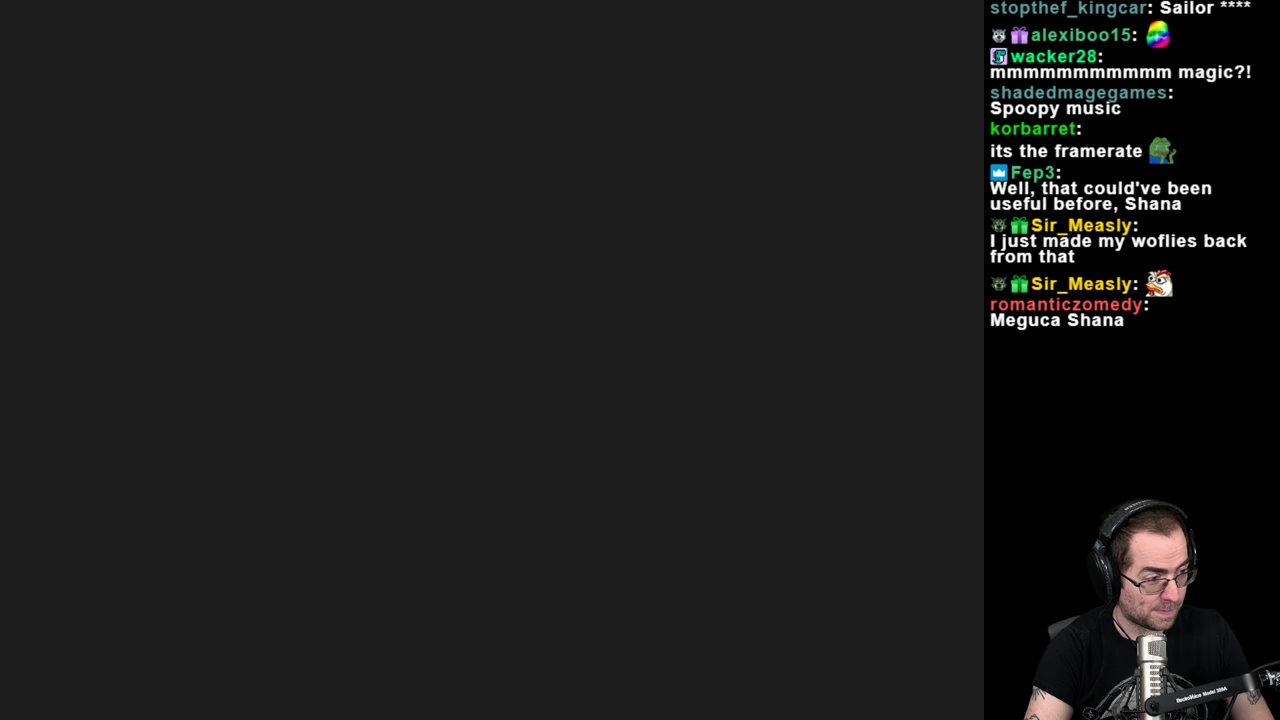 stopthef_kingcar: Sailor ****
alexiboo15:
wacker28:
mmmmmmmmmmm magic?!
shadedmagegames:
Spoopy music
korbarret:
its the framerate
Fep3:
Well, that could've been
useful before, Shana
Sir_Measly:
I just made my woflies back
from that
Sir_Measly:
romanticzomedy:
Meguca Shana